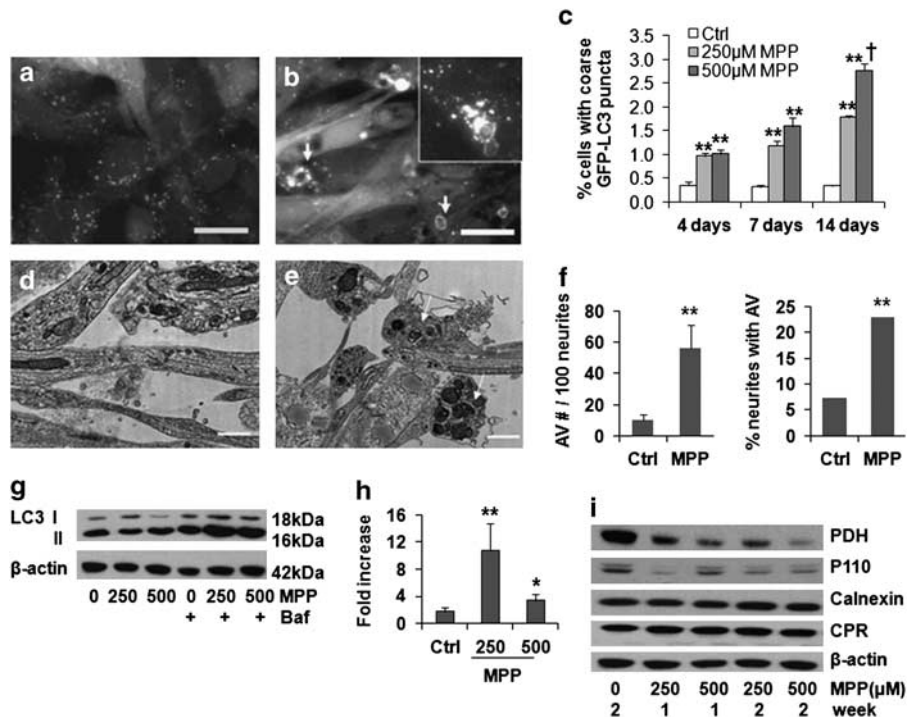 a
b
c
Ctrl
250µM MPP
500µM MPP
% cells with coarse
GFP-LC3 puncta
3.5
3.0
2.5
2.0
1.5
1.0
0.5
0.0
** **
** **
** ** †
4 days 7 days 14 days
d
e
f
AV # / 100 neurites
80
60
40
20
0
**
Ctrl MPP
% neurites with AV
25
20
15
10
5
0
**
Ctrl MPP
g
LC3 I
II
18kDa
16kDa
β-actin
42kDa
0 250 500 0 250 500 MPP
+ + + Baf
h
Fold increase
16
12
8
4
0
**
*
Ctrl 250 500
MPP
i
PDH
P110
Calnexin
CPR
β-actin
0 250 500 250 500 MPP(µM)
2 1 1 2 2 week